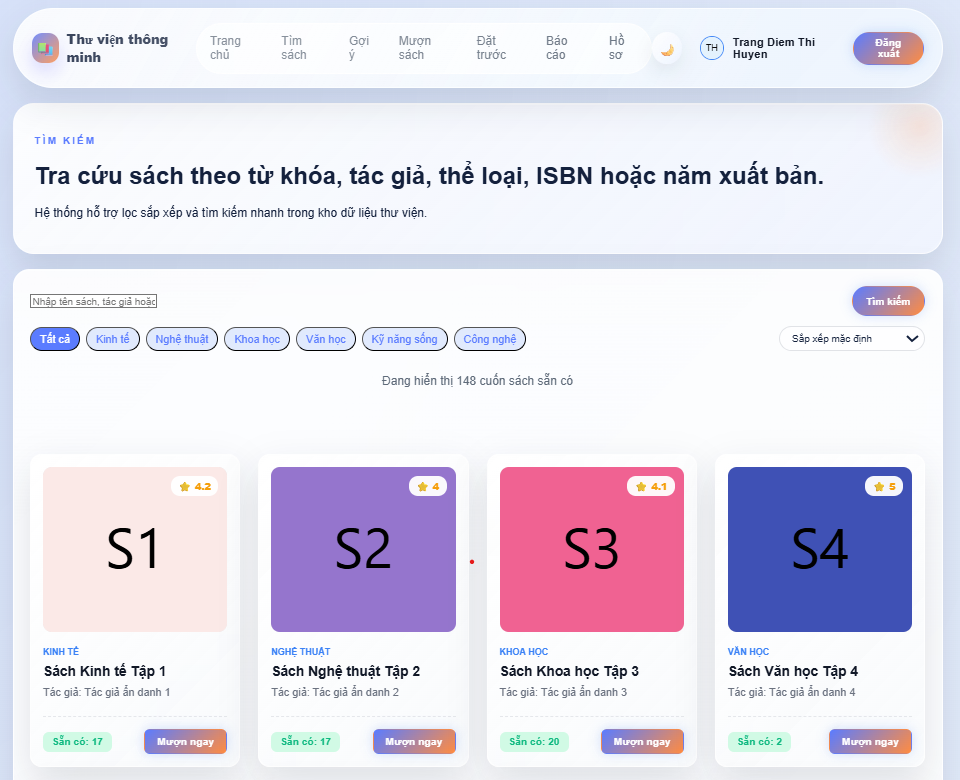 Thư viện thông
minh
Trang
chủ
Tìm
sách
Gợi
ý
Mượn
sách
Đặt
trước
Báo
cáo
Hồ
sơ
TH
Trang Diem Thi
Huyen
Đăng
xuất
TÌM KIẾM
Tra cứu sách theo từ khóa, tác giả, thể loại, ISBN hoặc năm xuất bản.
Hệ thống hỗ trợ lọc sắp xếp và tìm kiếm nhanh trong kho dữ liệu thư viện.
Nhập tên sách, tác giả hoặc
Tìm kiếm
Tất cả
Kinh tế
Nghệ thuật
Khoa học
Văn học
Kỹ năng sống
Công nghệ
Sắp xếp mặc định
Đang hiển thị 148 cuốn sách sẵn có
4.2
S1
KINH TẾ
Sách Kinh tế Tập 1
Tác giả: Tác giả ẩn danh 1
Sẵn có: 17
Mượn ngay
4
S2
NGHỆ THUẬT
Sách Nghệ thuật Tập 2
Tác giả: Tác giả ẩn danh 2
Sẵn có: 17
Mượn ngay
4.1
S3
KHOA HỌC
Sách Khoa học Tập 3
Tác giả: Tác giả ẩn danh 3
Sẵn có: 20
Mượn ngay
5
S4
VĂN HỌC
Sách Văn học Tập 4
Tác giả: Tác giả ẩn danh 4
Sẵn có: 2
Mượn ngay